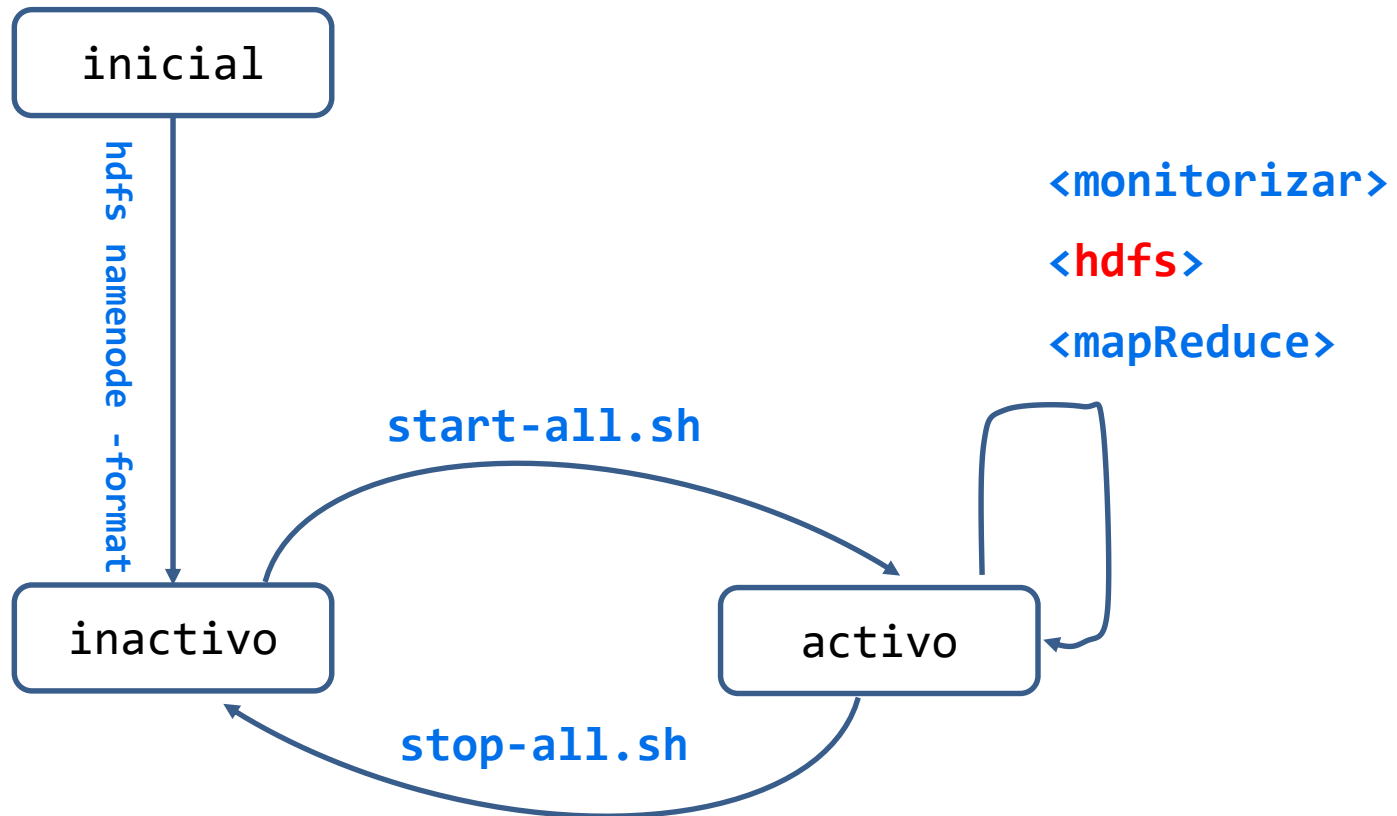 inicial
hdfs namenode -format
<monitorizar>
<hdfs>
<mapReduce>
start-all.sh
inactivo
activo
stop-all.sh